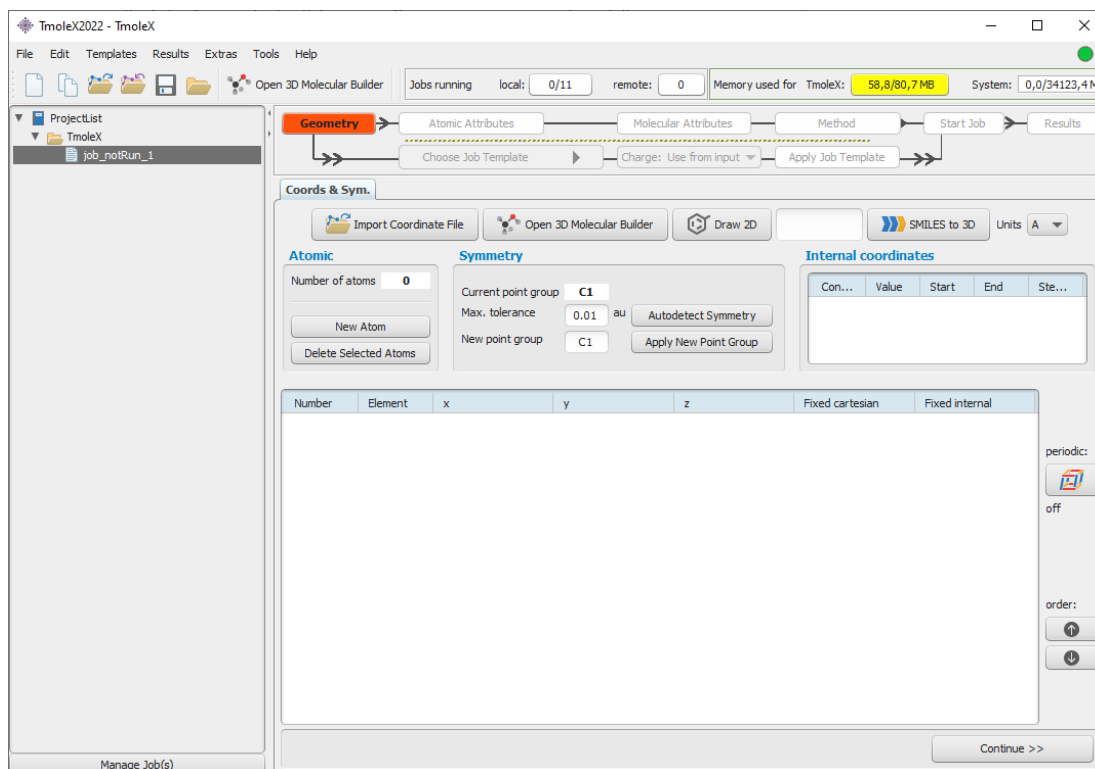 TmoleX2022 - TmoleX
File Edit Templates Results Extras Tools Help
Open 3D Molecular Builder Jobs running local: 0/11 remote: 0 Memory used for TmoleX: 58,8/80,7 MB System: 0,0/34123,4 M
ProjectList
TmoleX
job_notRun_1
Manage Job(s)
Geometry Atomic Attributes Molecular Attributes Method Start Job Results
Choose Job Template Charge: Use from input Apply Job Template
Coords & Sym.
Import Coordinate File Open 3D Molecular Builder Draw 2D SMILES to 3D Units A
Atomic Symmetry Internal coordinates
Number of atoms 0
New Atom
Delete Selected Atoms
Current point group C1
Max. tolerance 0.01 au Autodetect Symmetry
New point group C1 Apply New Point Group
Con... Value Start End Ste...
Number Element x y z Fixed cartesian Fixed internal
periodic:
off
order:
Continue >>